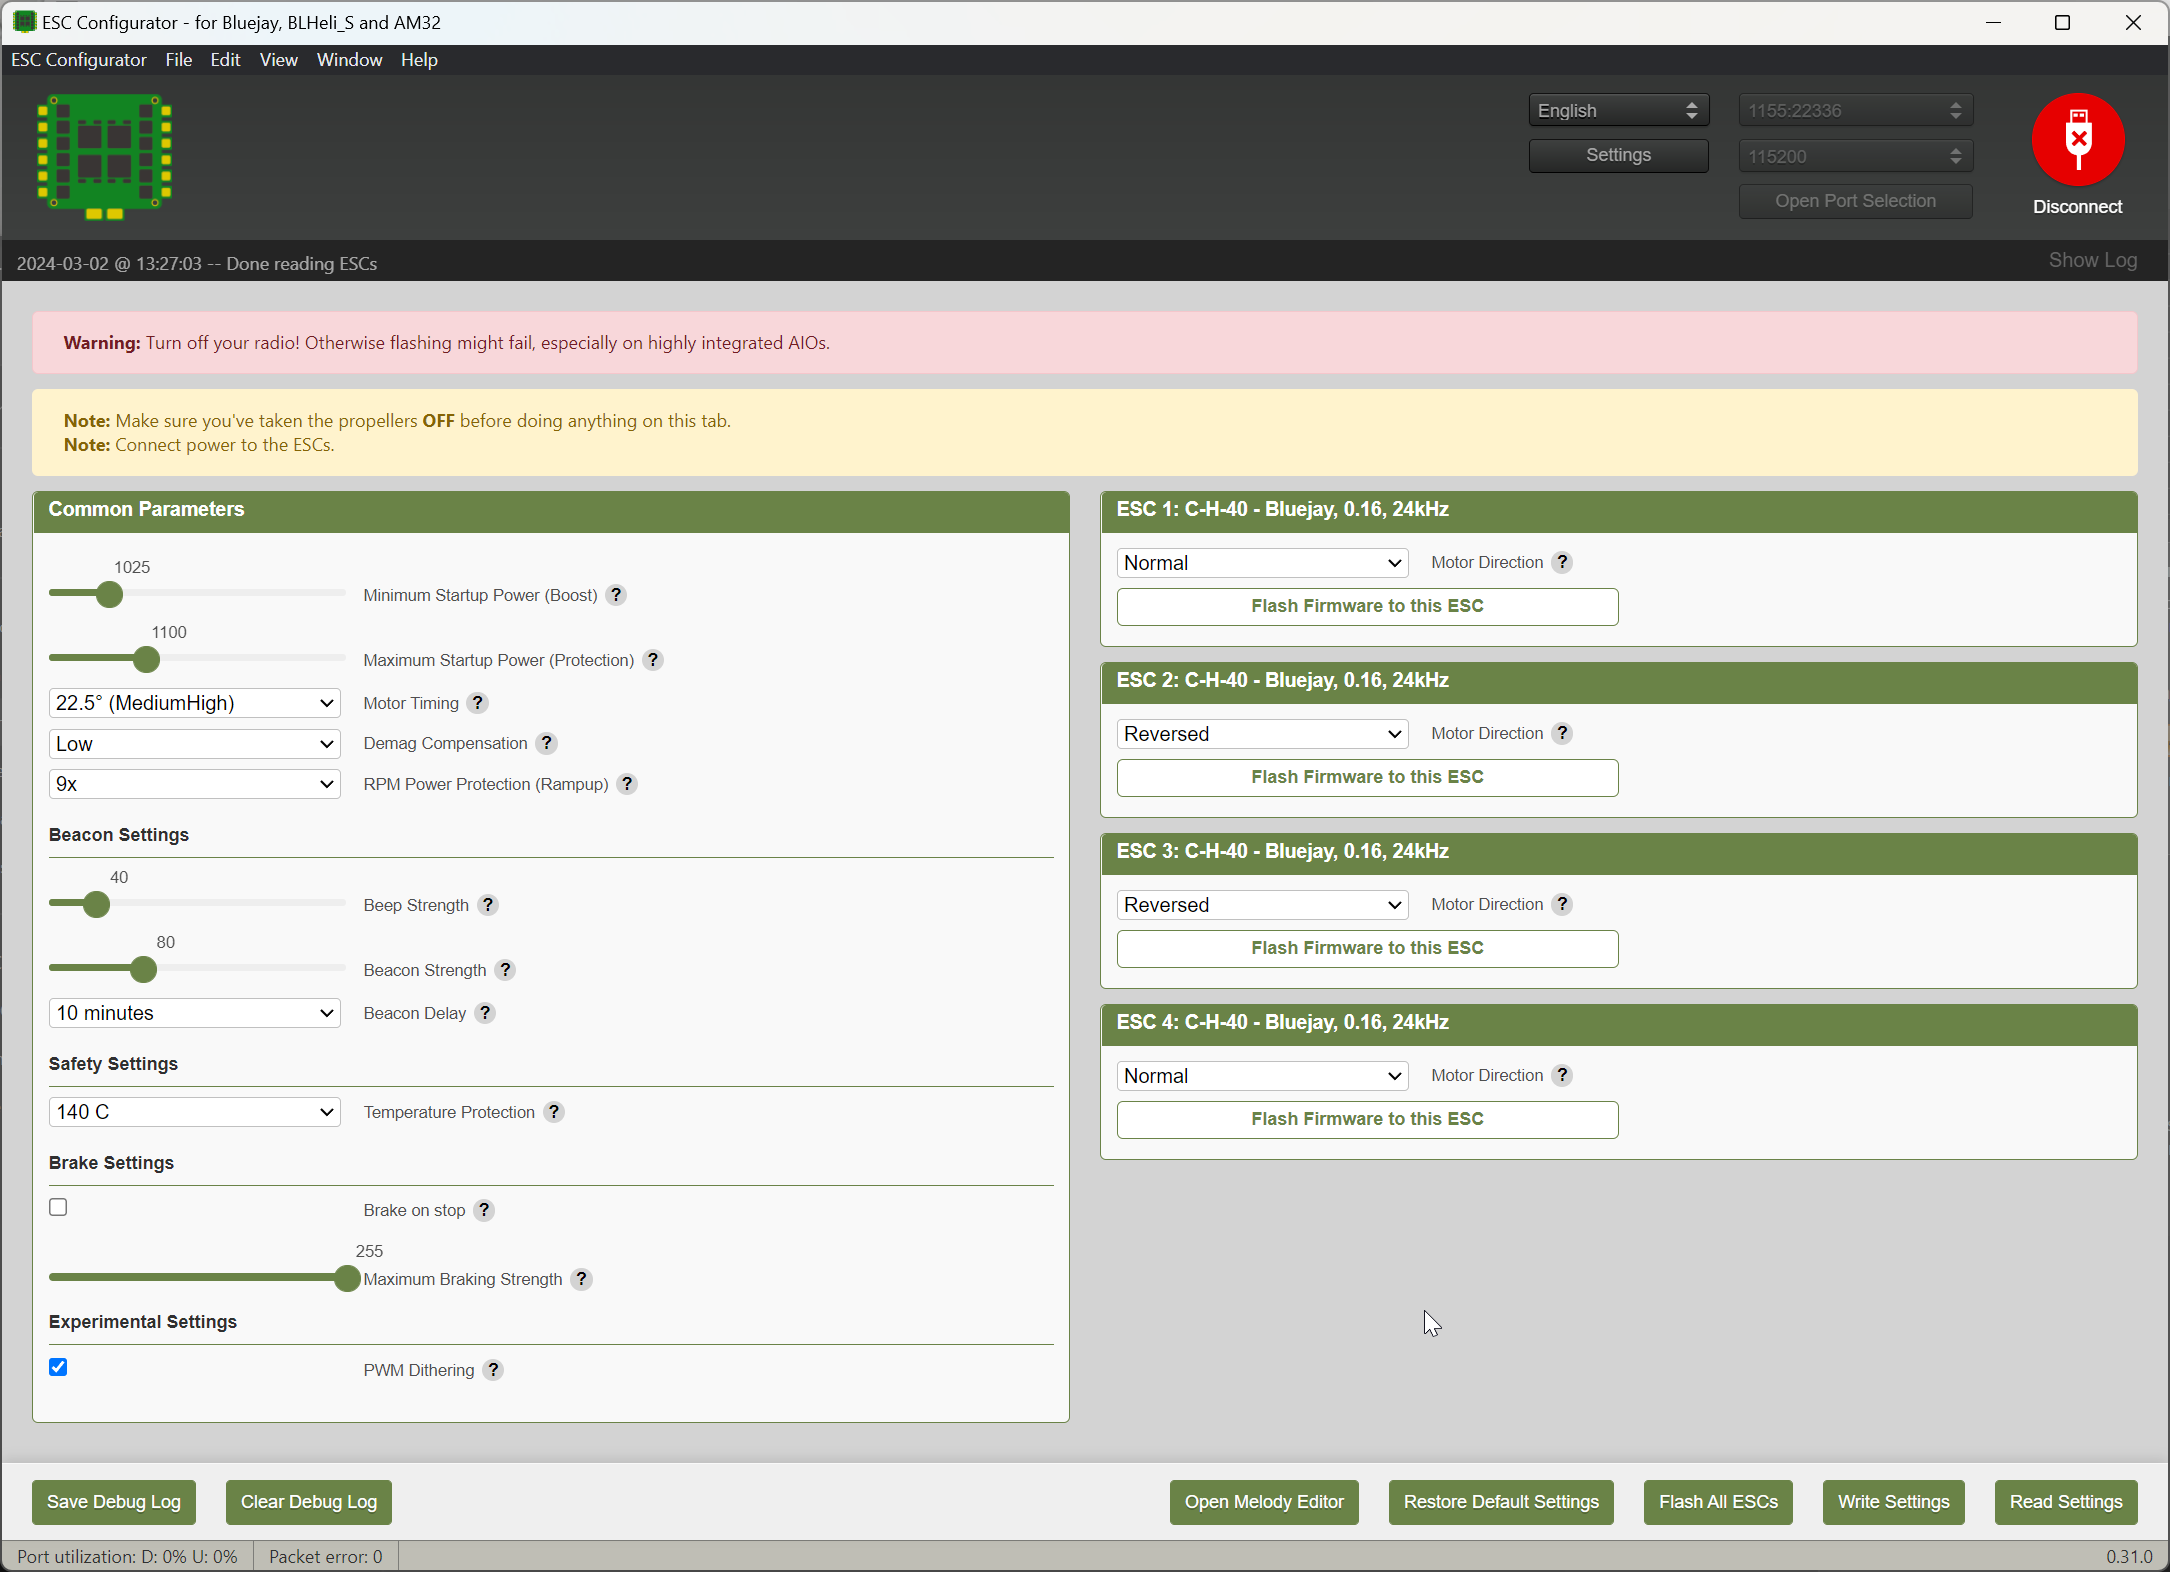 ESC Configurator - for Bluejay, BLHeli_S and AM32
ESC Configurator File Edit View Window Help
English
1155:22336
Settings
115200
Open Port Selection
Disconnect
2024-03-02 @ 13:27:03 -- Done reading ESCs
Show Log
Warning: Turn off your radio! Otherwise flashing might fail, especially on highly integrated AIOs.
Note: Make sure you've taken the propellers OFF before doing anything on this tab.
Note: Connect power to the ESCs.
Common Parameters
1025
Minimum Startup Power (Boost) ?
1100
Maximum Startup Power (Protection) ?
22.5° (MediumHigh) Motor Timing ?
Low Demag Compensation ?
9x RPM Power Protection (Rampup) ?
Beacon Settings
40
Beep Strength ?
80
Beacon Strength ?
10 minutes Beacon Delay ?
Safety Settings
140 C Temperature Protection ?
Brake Settings
Brake on stop ?
255
Maximum Braking Strength ?
Experimental Settings
PWM Dithering ?
ESC 1: C-H-40 - Bluejay, 0.16, 24kHz
Normal Motor Direction ?
Flash Firmware to this ESC
ESC 2: C-H-40 - Bluejay, 0.16, 24kHz
Reversed Motor Direction ?
Flash Firmware to this ESC
ESC 3: C-H-40 - Bluejay, 0.16, 24kHz
Reversed Motor Direction ?
Flash Firmware to this ESC
ESC 4: C-H-40 - Bluejay, 0.16, 24kHz
Normal Motor Direction ?
Flash Firmware to this ESC
Save Debug Log Clear Debug Log Open Melody Editor Restore Default Settings Flash All ESCs Write Settings Read Settings
Port utilization: D: 0% U: 0% Packet error: 0 0.31.0